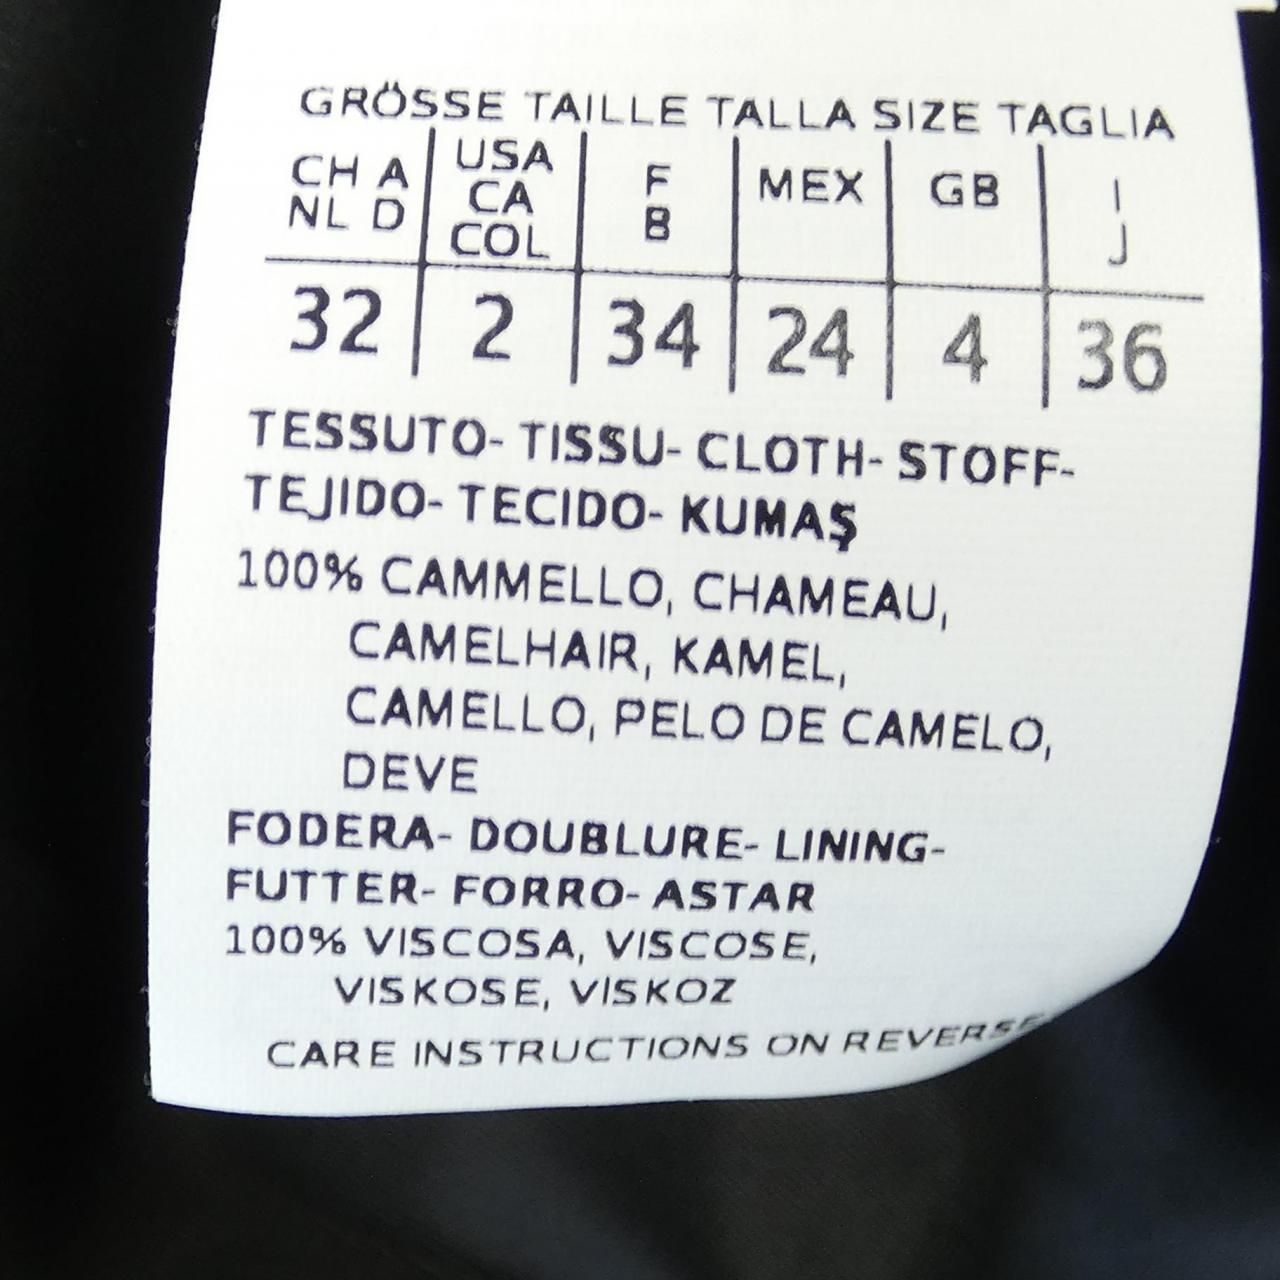 GRÖSSE TAILLE TALLA SIZE TAGLIA
CH A NL D USA CA COL F B MEX GB I J
32 2 34 24 4 36
TESSUTO- TISSU- CLOTH- STOFF-
TEJIDO- TECIDO- KUMAŞ
100% CAMMELLO, CHAMEAU,
CAMELHAIR, KAMEL,
CAMELLO, PELO DE CAMELO,
DEVE
FODERA- DOUBLURE- LINING-
FUTTER- FORRO- ASTAR
100% VISCOSA, VISCOSE,
VISKOSE, VISKOZ
CARE INSTRUCTIONS ON REVERSE